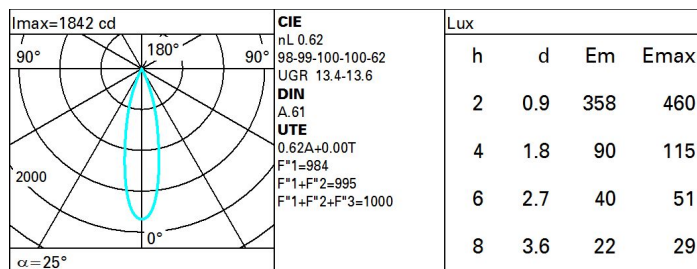 Imax=1842 cd
90°
180°
90°
2000
0°
α=25°
CIE
nL 0.62
98-99-100-100-62
UGR 13.4-13.6
DIN
A.61
UTE
0.62A+0.00T
F"1=984
F"1+F"2=995
F"1+F"2+F"3=1000
Lux
h d Em Emax
2 0.9 358 460
4 1.8 90 115
6 2.7 40 51
8 3.6 22 29